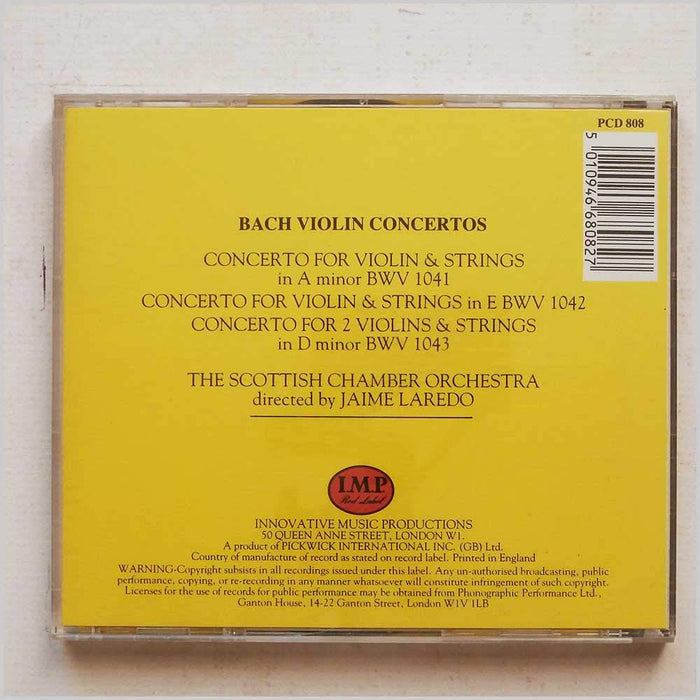 PCD 808
5 010946 680827
BACH VIOLIN CONCERTOS
CONCERTO FOR VIOLIN & STRINGS
in A minor BWV 1041
CONCERTO FOR VIOLIN & STRINGS in E BWV 1042
CONCERTO FOR 2 VIOLINS & STRINGS
in D minor BWV 1043
THE SCOTTISH CHAMBER ORCHESTRA
directed by JAIME LAREDO
I.M.P
Red Label
INNOVATIVE MUSIC PRODUCTIONS
50 QUEEN ANNE STREET, LONDON W1.
A product of PICKWICK INTERNATIONAL INC. (GB) Ltd.
Country of manufacture of record as stated on record label. Printed in England
WARNING-Copyright subsists in all recordings issued under this label. Any un-authorised broadcasting, public
performance, copying, or re-recording in any manner whatsoever will constitute infringement of such copyright.
Licenses for the use of records for public performance may be obtained from Phonographic Performance Ltd.,
Ganton House, 14-22 Ganton Street, London W1V 1LB